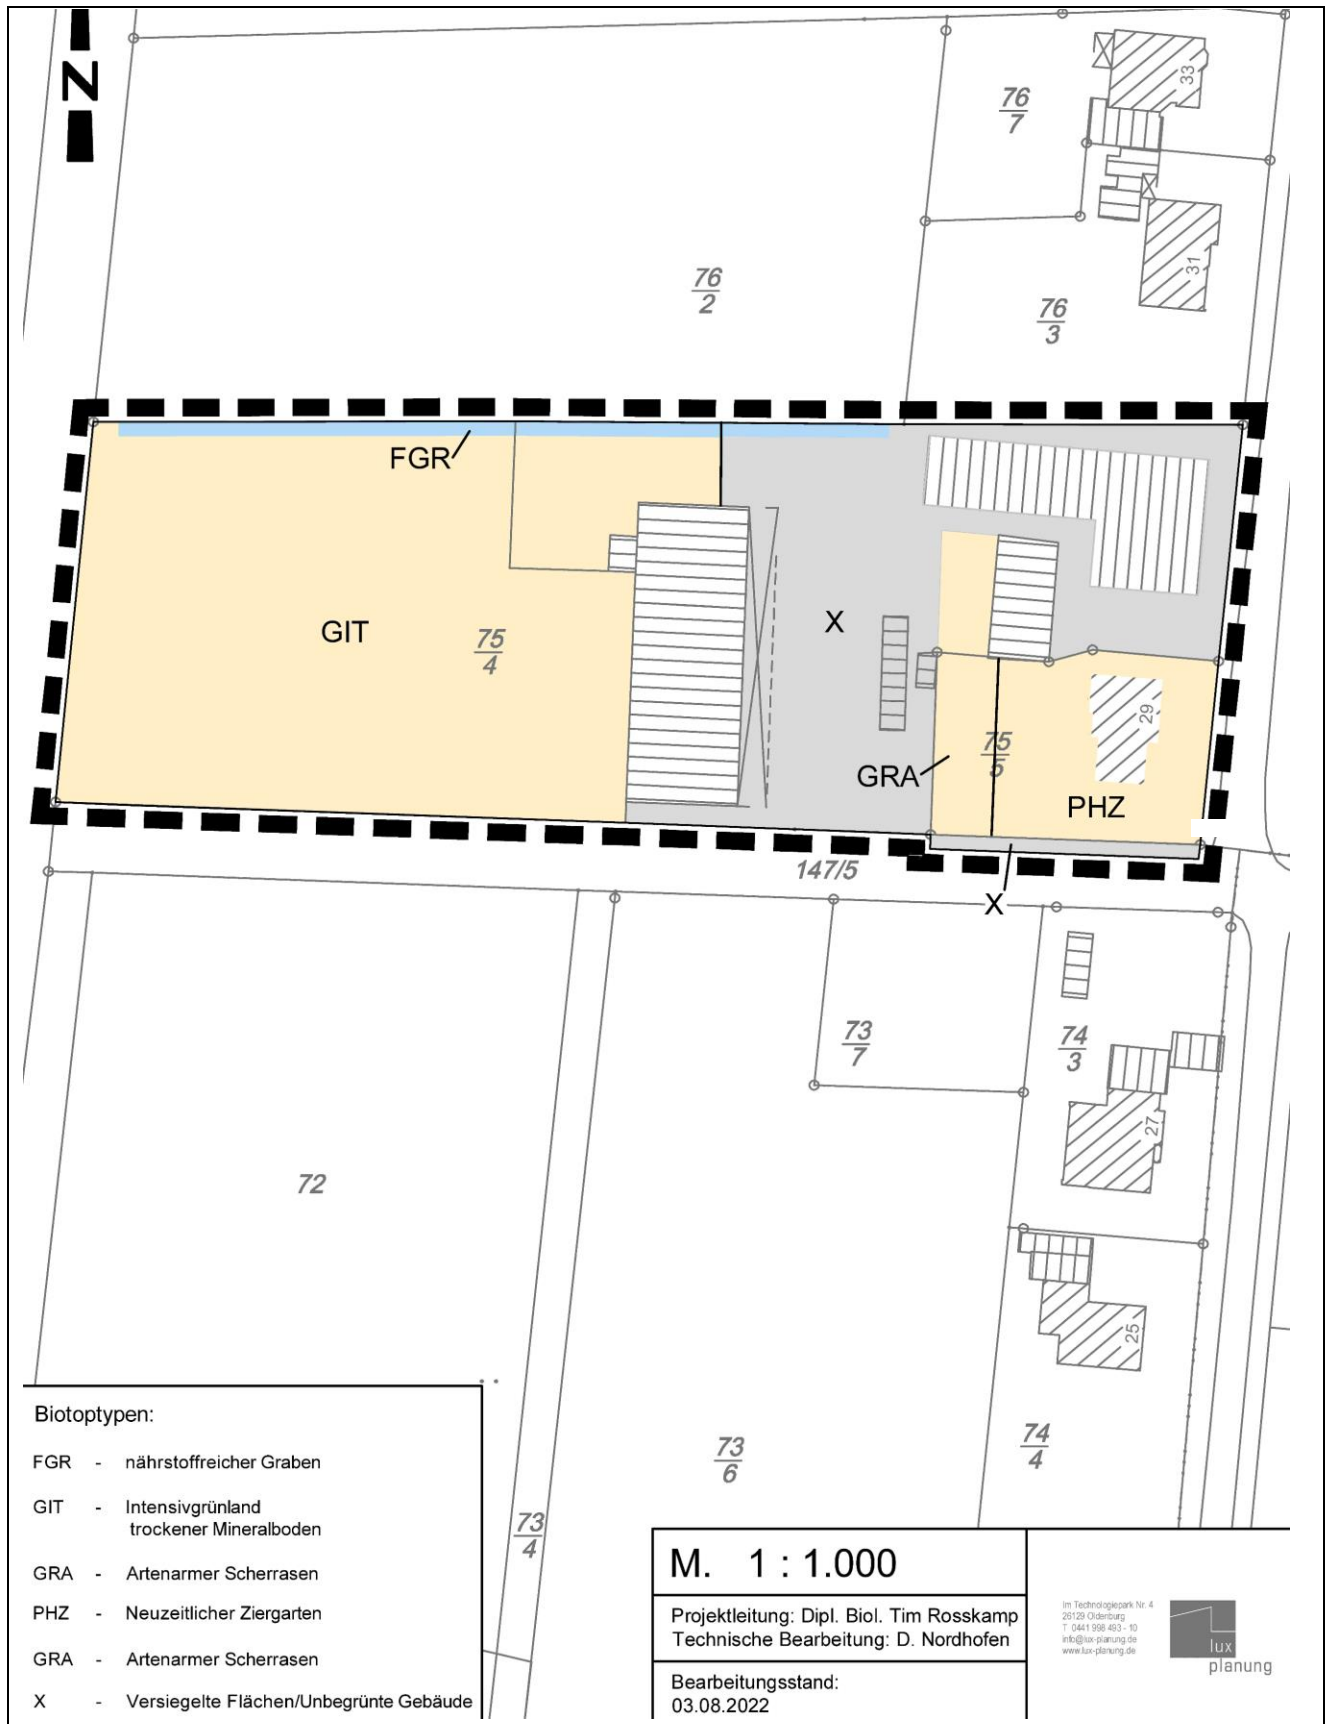 N
76
7
33
31
76
2
76
3
FGR
GIT
75
4
X
GRA
75
5
29
PHZ
147/5
X
73
7
74
3
27
72
25
73
6
74
4
73
4
Biotoptypen:
FGR - nährstoffreicher Graben
GIT - Intensivgrünland
trockener Mineralboden
GRA - Artenarmer Scherrasen
PHZ - Neuzeitlicher Ziergarten
GRA - Artenarmer Scherrasen
X - Versiegelte Flächen/Unbegrünte Gebäude
M. 1 : 1.000
Projektleitung: Dipl. Biol. Tim Rosskamp
Technische Bearbeitung: D. Nordhofen
Bearbeitungsstand:
03.08.2022
Im Technologiepark Nr. 4
26129 Oldenburg
T 0441 998 493 - 10
info@lux-planung.de
www.lux-planung.de
lux
planung